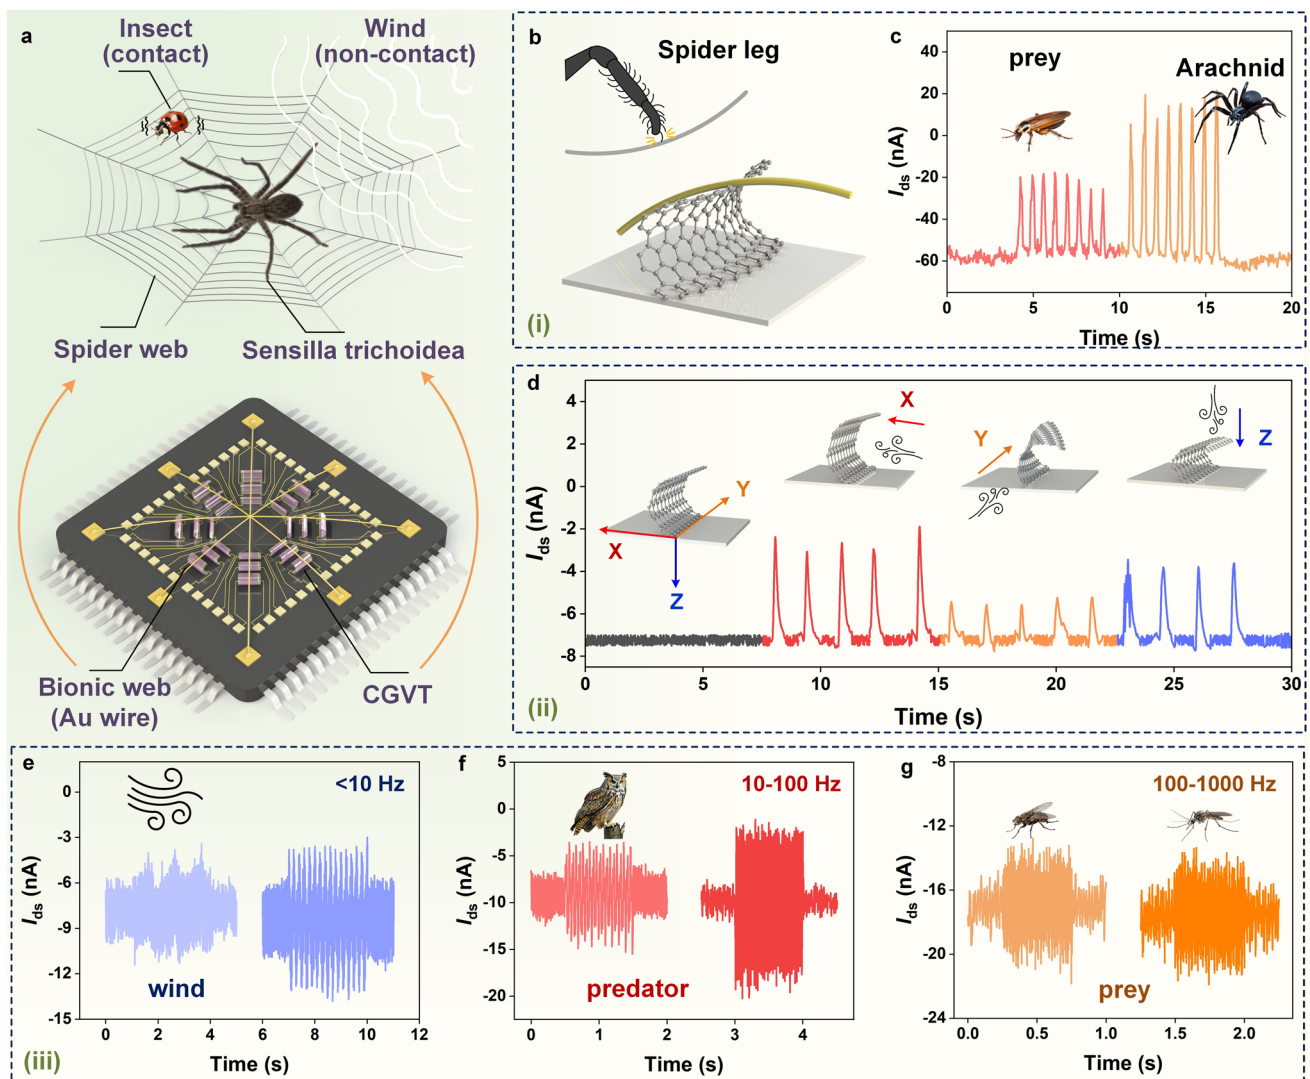 a
Insect
(contact)
Wind
(non-contact)
Spider web
Sensilla trichoidea
Bionic web
(Au wire)
CGVT
b
Spider leg
(i)
c
prey
Arachnid
40
20
0
-20
-40
-60
Ids (nA)
0
5
10
15
20
Time (s)
d
X
Y
Z
X
Y
Z
4
2
0
-2
-4
-6
-8
Ids (nA)
0
5
10
15
20
25
30
Time (s)
(ii)
e
<10 Hz
wind
0
-3
-6
-9
-12
-15
Ids (nA)
0
2
4
6
8
10
12
Time (s)
(iii)
f
10-100 Hz
predator
5
0
-5
-10
-15
-20
Ids (nA)
0
1
2
3
4
Time (s)
g
100-1000 Hz
prey
-8
-12
-16
-20
-24
Ids (nA)
0.0
0.5
1.0
1.5
2.0
Time (s)